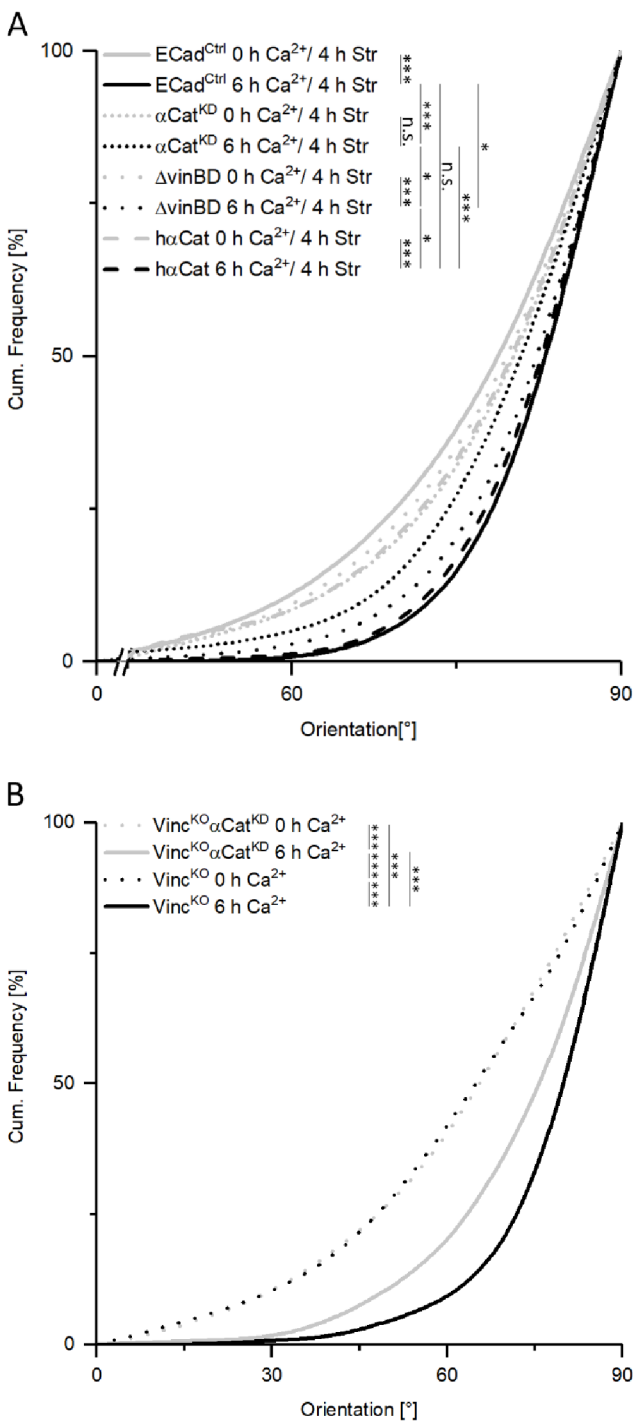 A
100
ECad^Ctrl 0 h Ca²⁺/ 4 h Str
ECad^Ctrl 6 h Ca²⁺/ 4 h Str
αCat^KD 0 h Ca²⁺/ 4 h Str
αCat^KD 6 h Ca²⁺/ 4 h Str
ΔvinBD 0 h Ca²⁺/ 4 h Str
ΔvinBD 6 h Ca²⁺/ 4 h Str
hαCat 0 h Ca²⁺/ 4 h Str
hαCat 6 h Ca²⁺/ 4 h Str
***
***
n.s.
*
n.s.
*
***
***
*
***
Cum. Frequency [%]
50
0
0
60
90
Orientation[°]
B
100
Vinc^KO αCat^KD 0 h Ca²⁺
Vinc^KO αCat^KD 6 h Ca²⁺
Vinc^KO 0 h Ca²⁺
Vinc^KO 6 h Ca²⁺
***
***
***
***
***
Cum. Frequency [%]
50
0
0
30
60
90
Orientation [°]